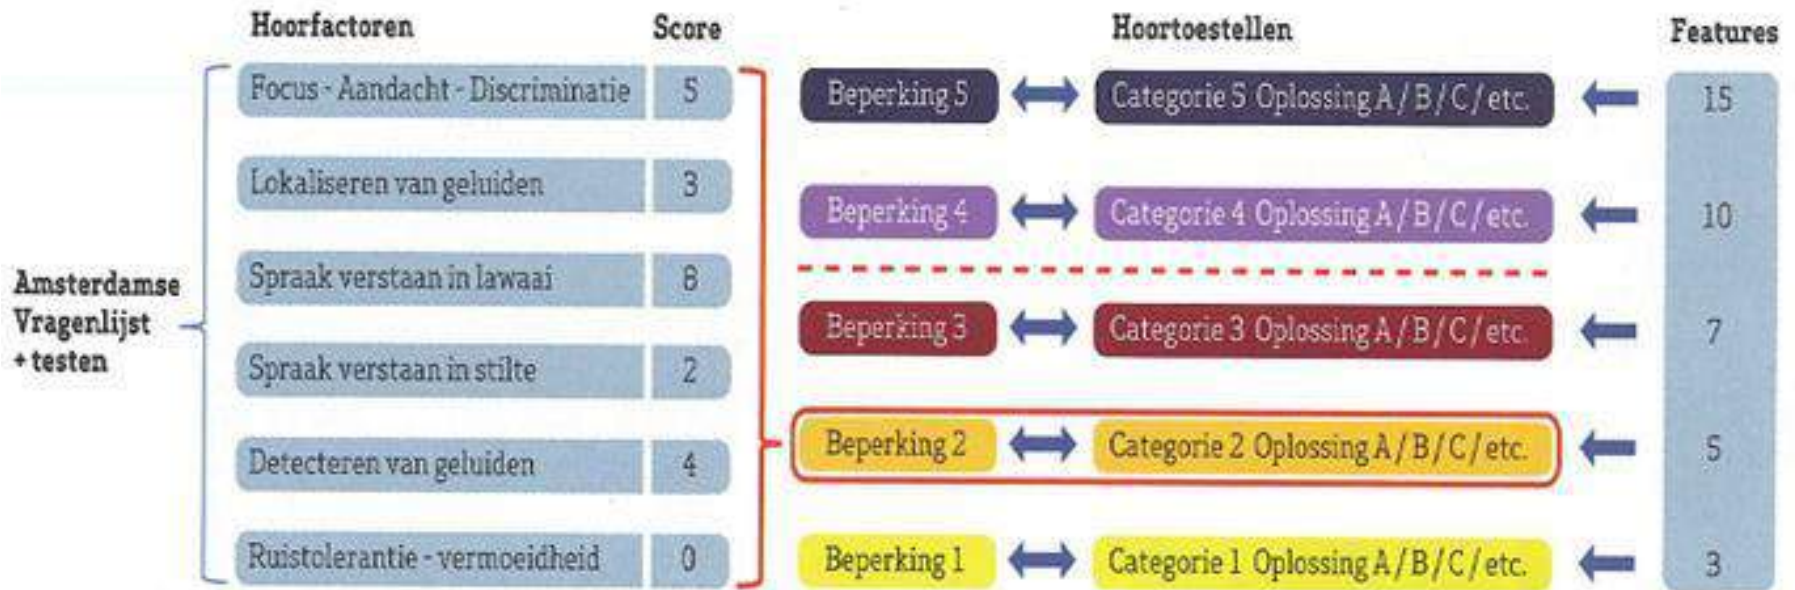 Hoorfactoren Score Hoortoestellen Features
Focus - Aandacht - Discriminatie 5 Beperking 5 Categorie 5 Oplossing A / B / C / etc. 15
Lokaliseren van geluiden 3 Beperking 4 Categorie 4 Oplossing A / B / C / etc. 10
Amsterdamse
Vragenlijst
+ testen
Spraak verstaan in lawaai 8 Beperking 3 Categorie 3 Oplossing A / B / C / etc. 7
Spraak verstaan in stilte 2
Detecteren van geluiden 4 Beperking 2 Categorie 2 Oplossing A / B / C / etc. 5
Ruistolerantie - vermoeidheid 0 Beperking 1 Categorie 1 Oplossing A / B / C / etc. 3